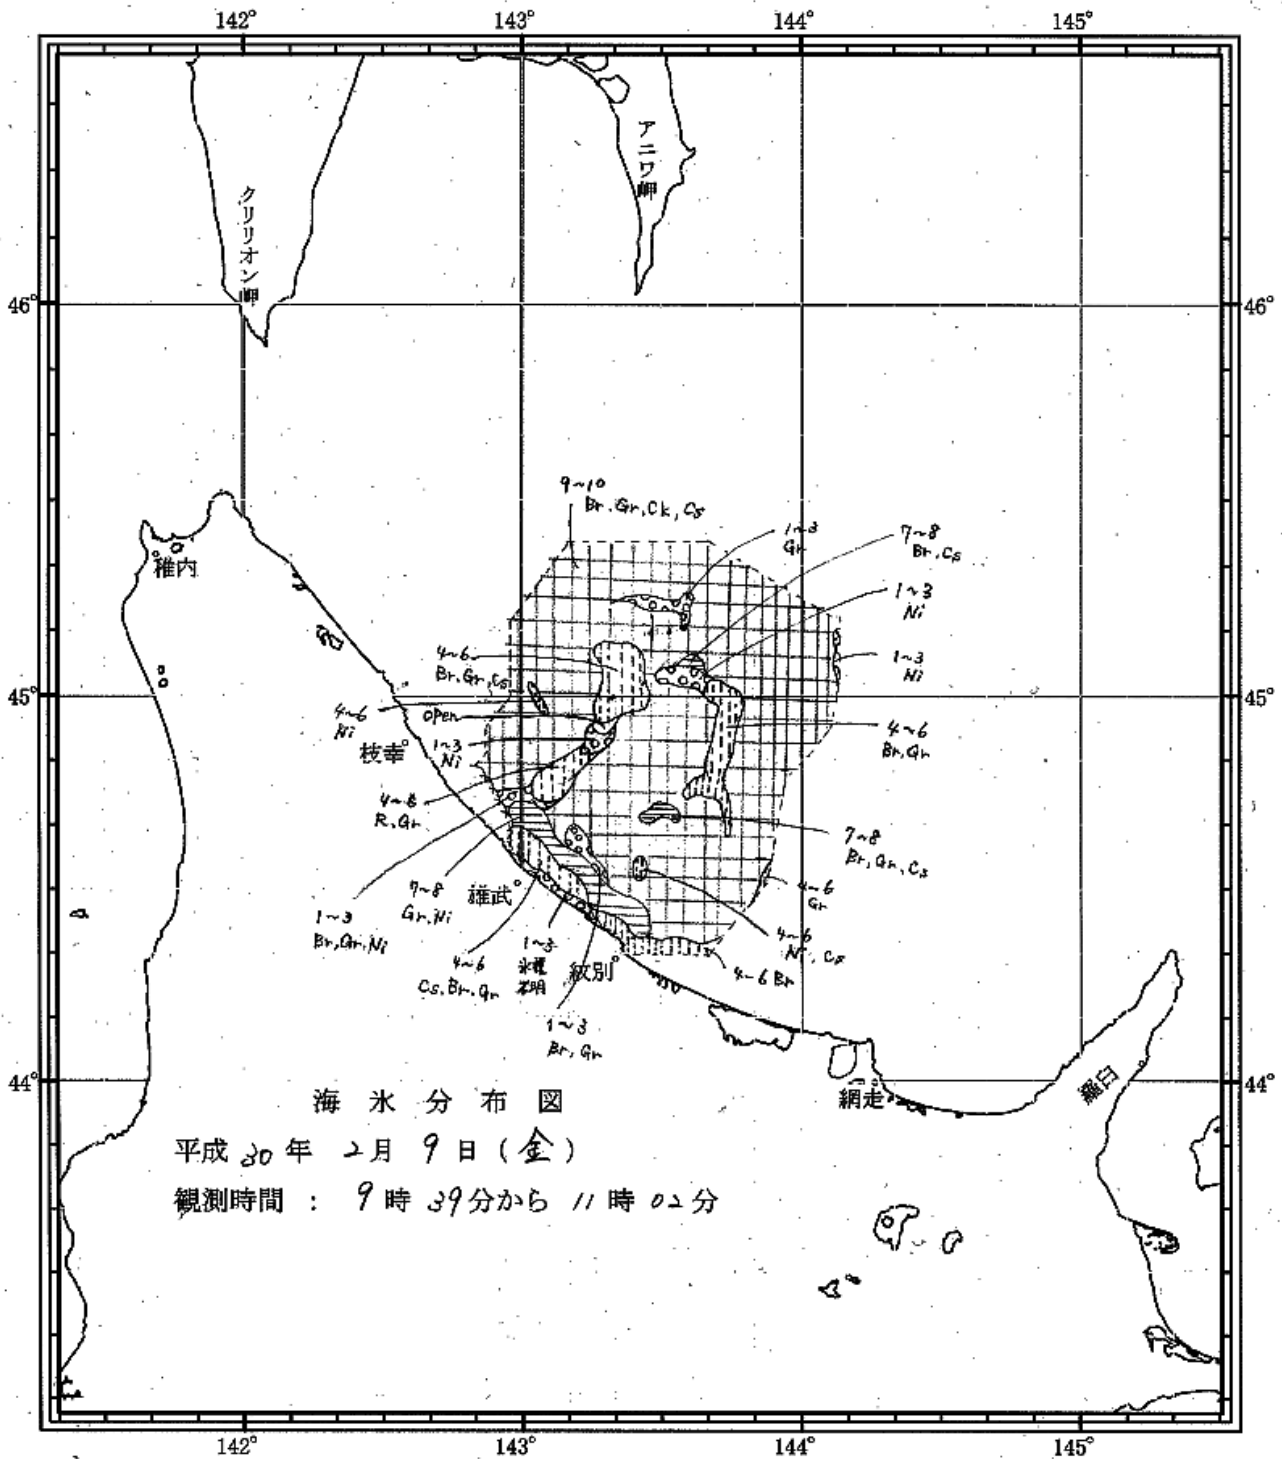 142° 143° 144° 145°
アニワ岬
クリリオン岬
46° 46°
9~10
Br.Gr,Ck,Cs
1~3
Gr
7~8
Br,Cs
稚内
1~3
Ni
4~6
Br,Gr,Cs
1~3
Ni
45° 45°
4~6
Ni
open
4~6
Br,Gr
枝幸
1~3
Ni
4~6
R,Gr
7~8
Br,Gr,Cs
雄武
7~8
Gr,Ni
4~6
Gr
1~3
Br,Gr,Ni
4~6
Ni,Cs
1~3
氷種
不明
紋別
4~6
Cs,Br,Gr
4~6 Br
1~3
Br,Gr
44° 44°
網走
羅臼
海氷分布図
平成30年 2月 9日(金)
観測時間 : 9時39分から11時02分
142° 143° 144° 145°